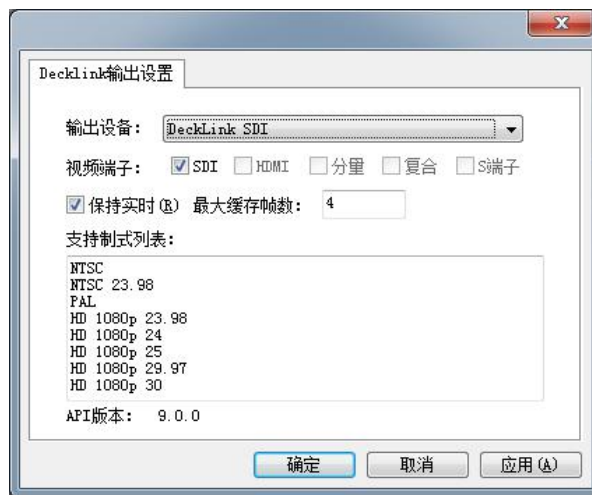 Decklink输出设置
输出设备: DeckLink SDI
视频端子: SDI HDMI 分量 复合 S端子
保持实时(R) 最大缓存帧数: 4
支持制式列表:
NTSC
NTSC 23.98
PAL
HD 1080p 23.98
HD 1080p 24
HD 1080p 25
HD 1080p 29.97
HD 1080p 30
API版本: 9.0.0
确定 取消 应用(A)